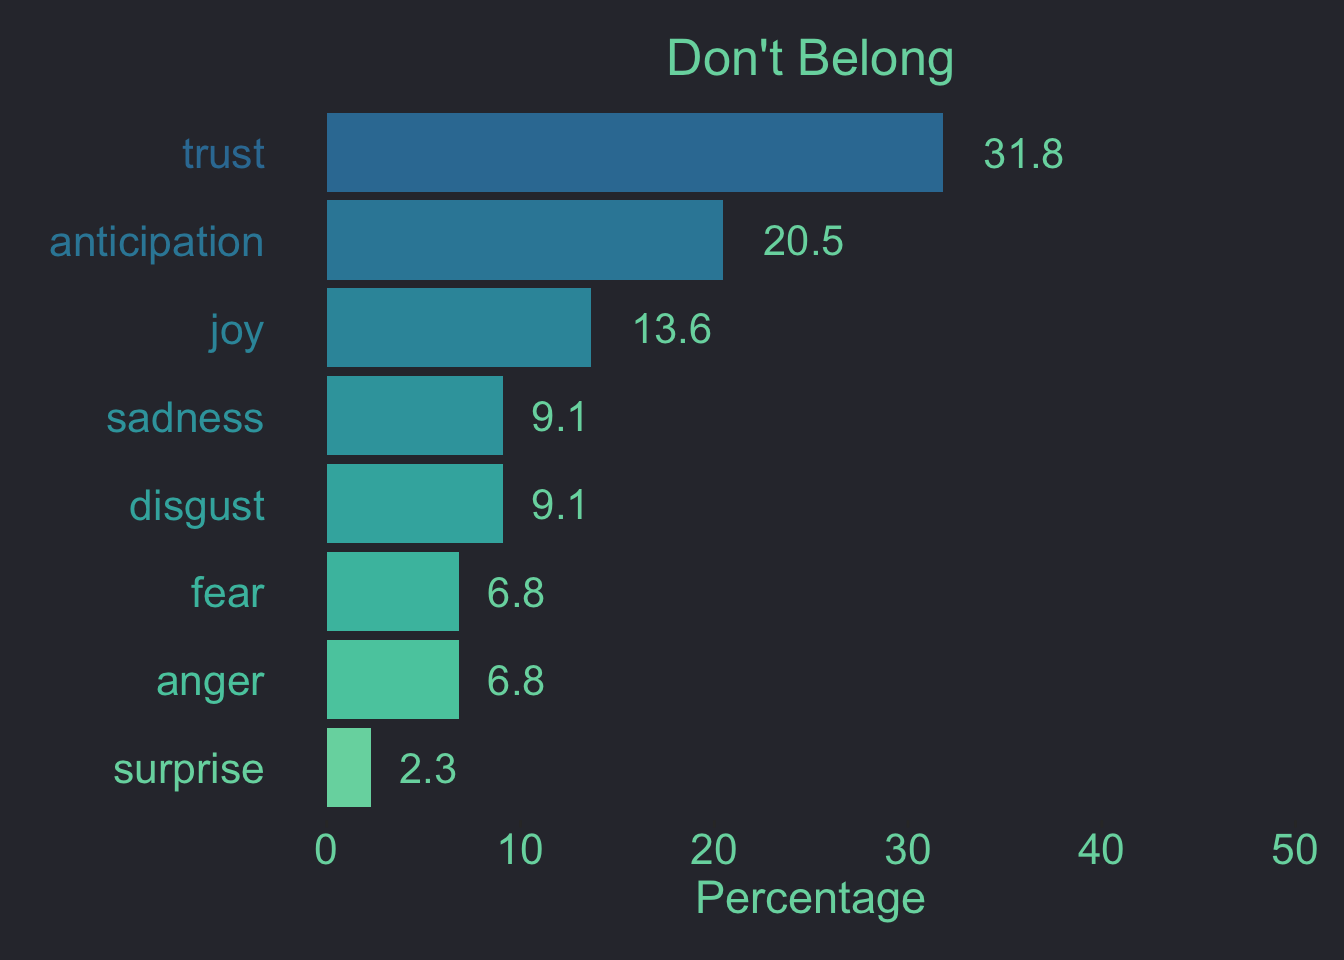 Don't Belong
trust 31.8
anticipation 20.5
joy 13.6
sadness 9.1
disgust 9.1
fear 6.8
anger 6.8
surprise 2.3
0 10 20 30 40 50
Percentage